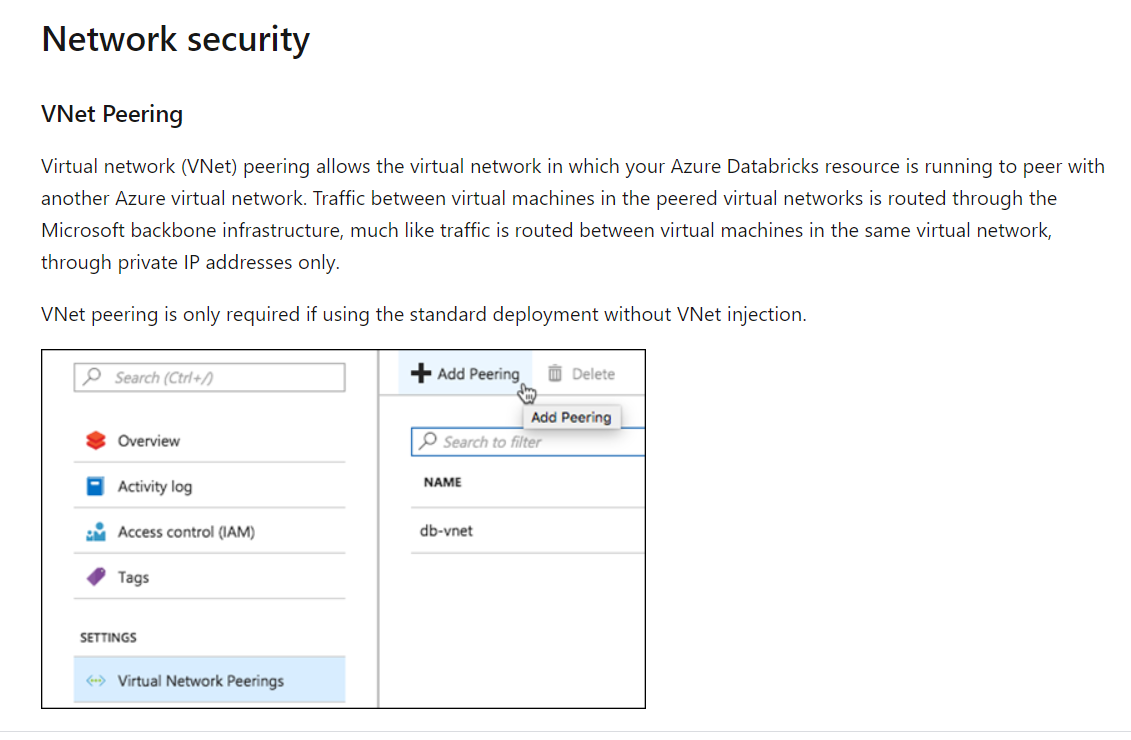 Network security
VNet Peering
Virtual network (VNet) peering allows the virtual network in which your Azure Databricks resource is running to peer with
another Azure virtual network. Traffic between virtual machines in the peered virtual networks is routed through the
Microsoft backbone infrastructure, much like traffic is routed between virtual machines in the same virtual network,
through private IP addresses only.
VNet peering is only required if using the standard deployment without VNet injection.
Search (Ctrl+/)
Overview
Activity log
Access control (IAM)
Tags
SETTINGS
Virtual Network Peerings
Add Peering
Delete
Add Peering
Search to filter
NAME
db-vnet